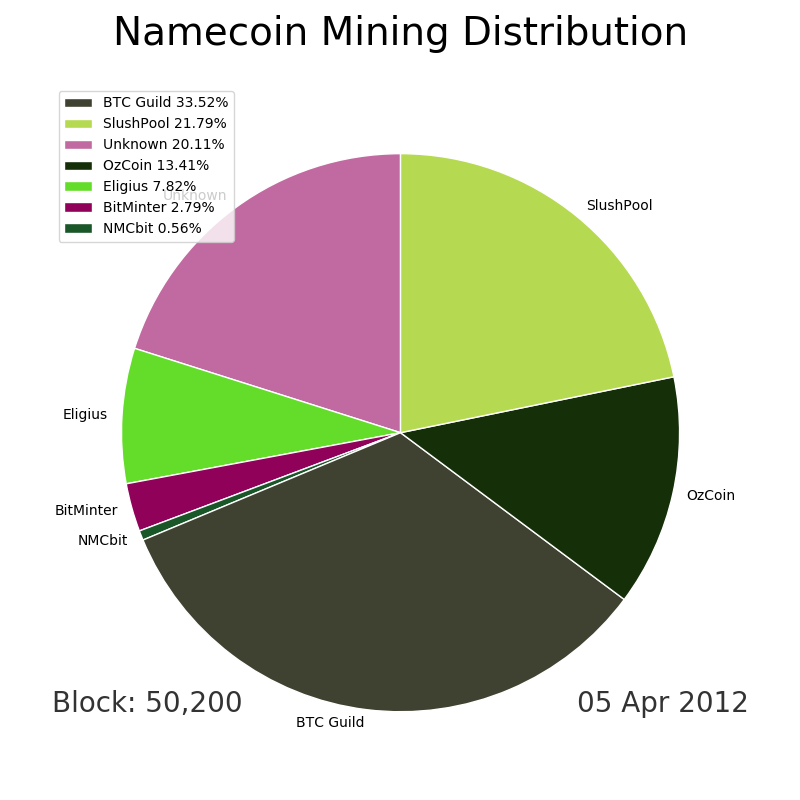 Namecoin Mining Distribution
BTC Guild 33.52%
SlushPool 21.79%
Unknown 20.11%
OzCoin 13.41%
Eligius 7.82%
BitMinter 2.79%
NMCbit 0.56%
Unknown
SlushPool
Eligius
OzCoin
BitMinter
NMCbit
BTC Guild
Block: 50,200
05 Apr 2012